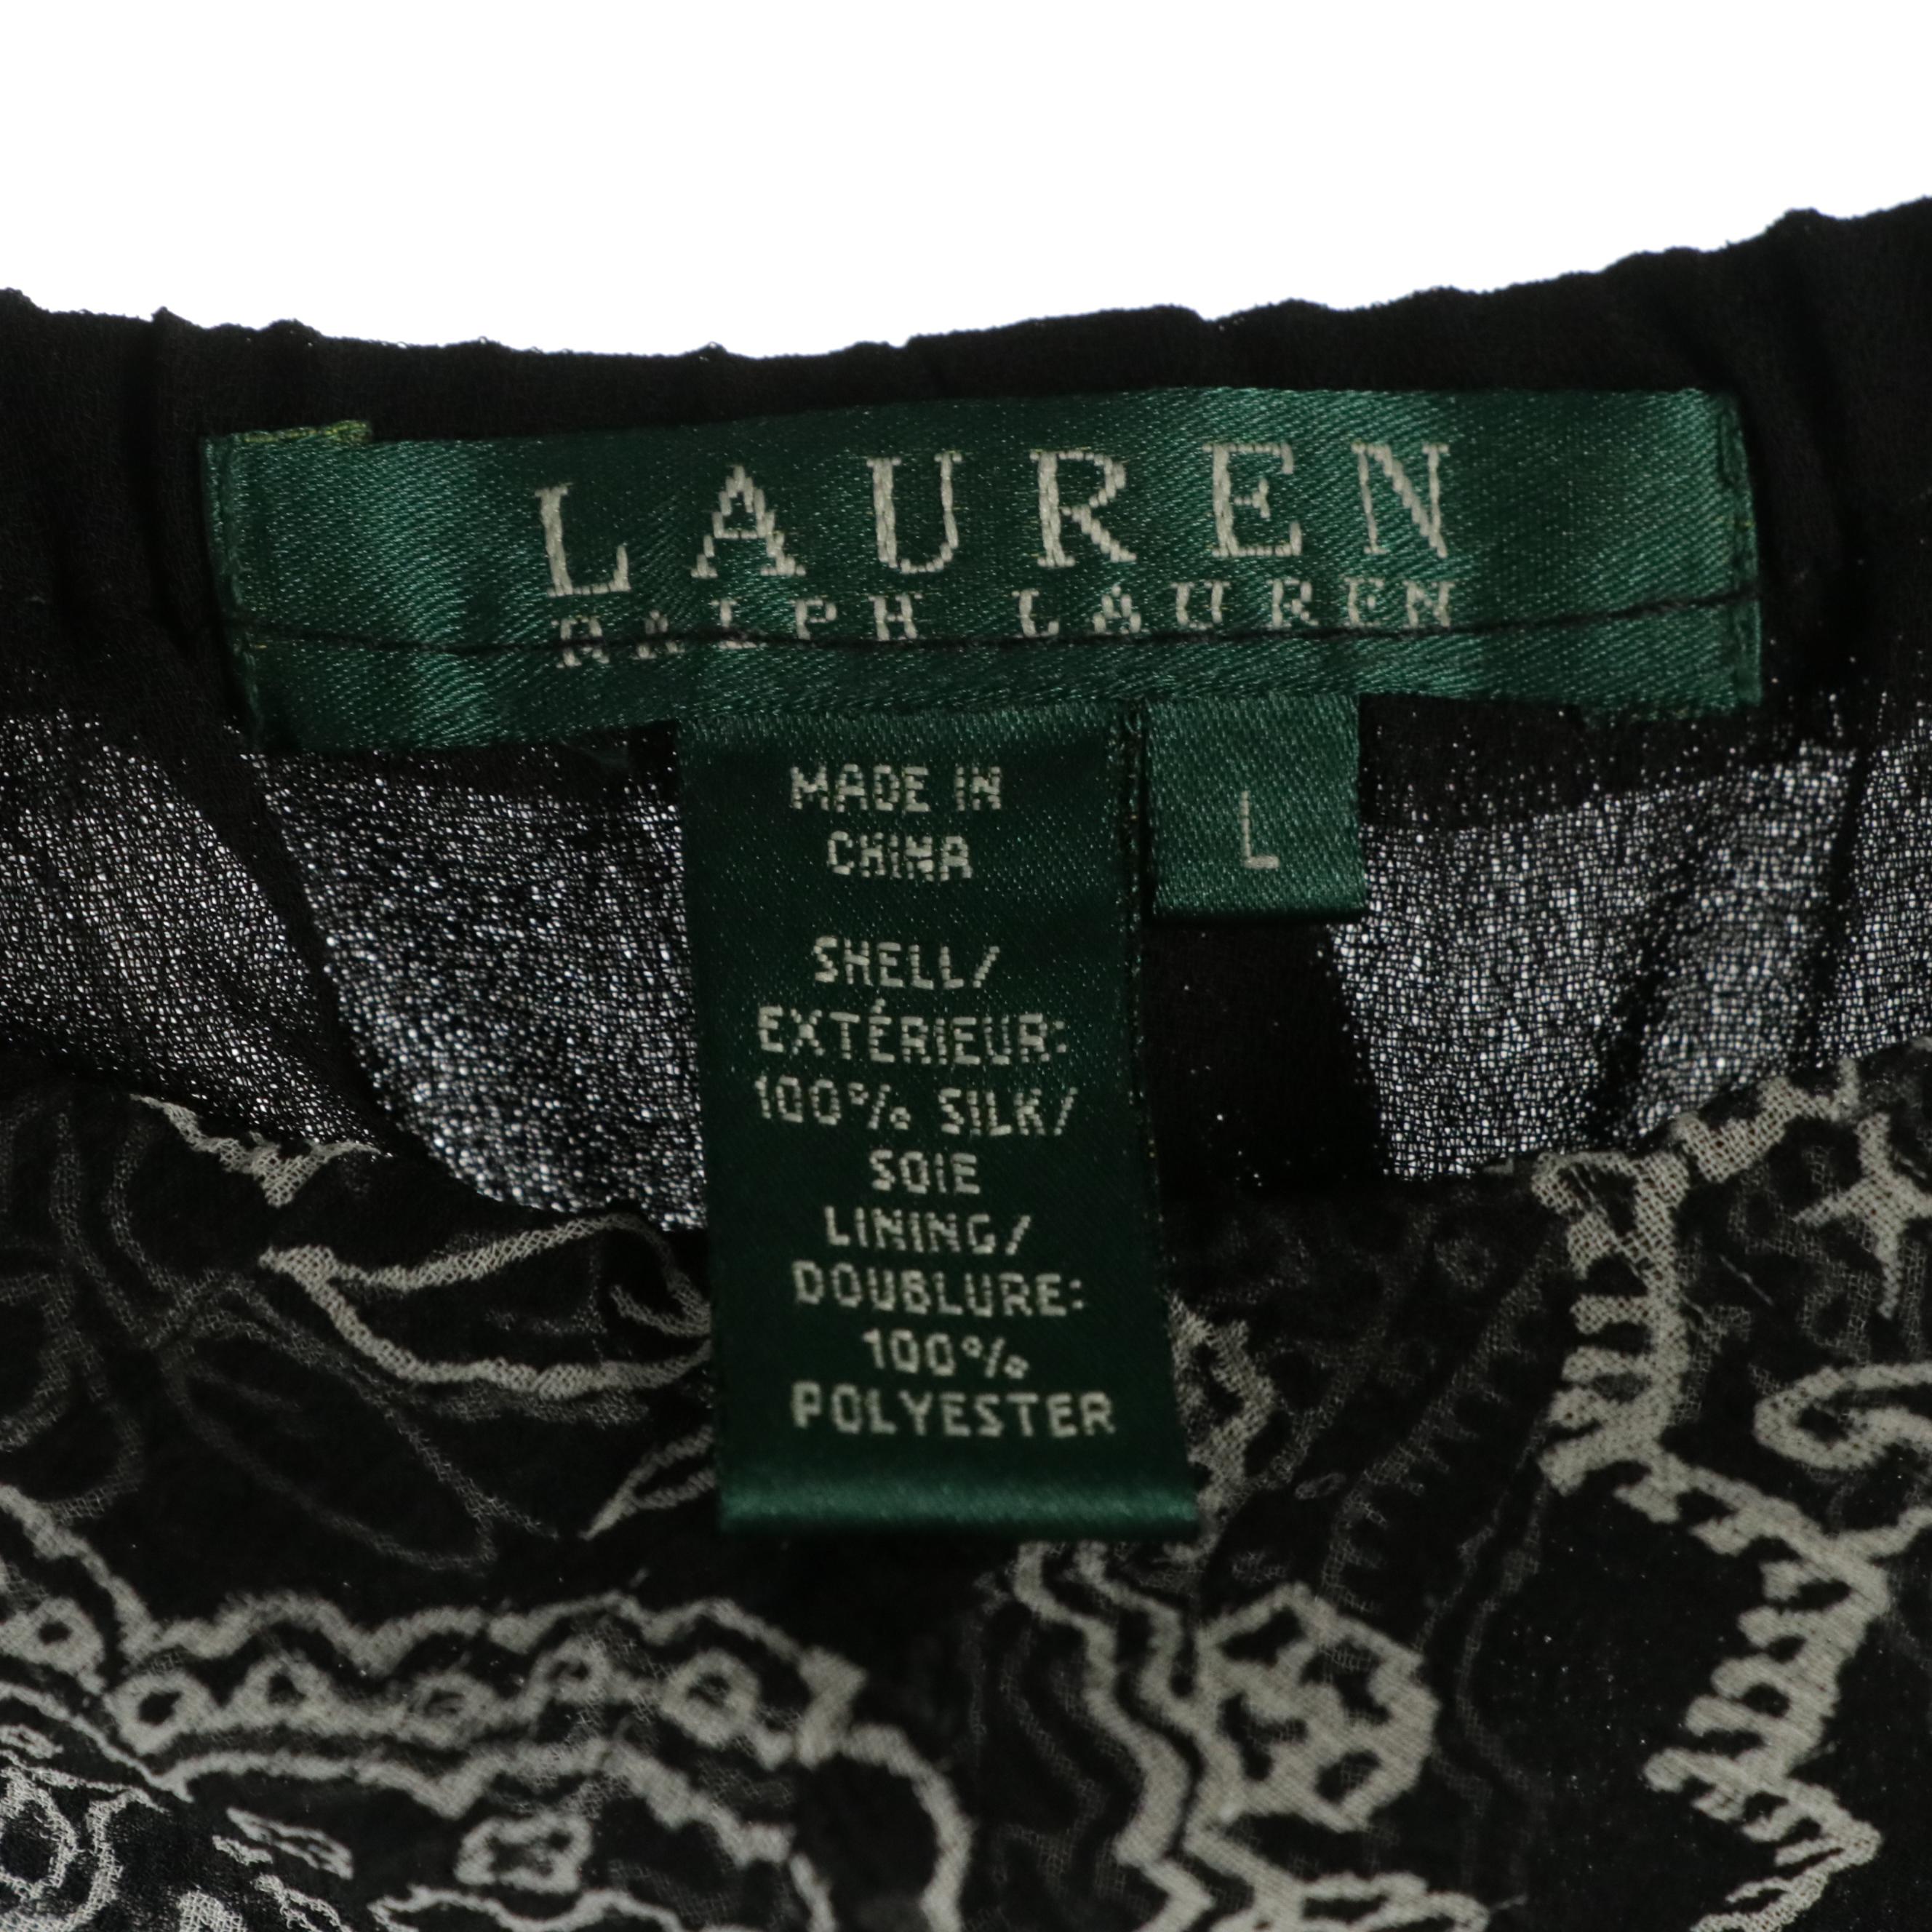 LAUREN
RALPH LAUREN
MADE IN
CHINA
L
SHELL/
EXTÉRIEUR:
100% SILK/
SOIE
LINING/
DOUBLURE:
100%
POLYESTER